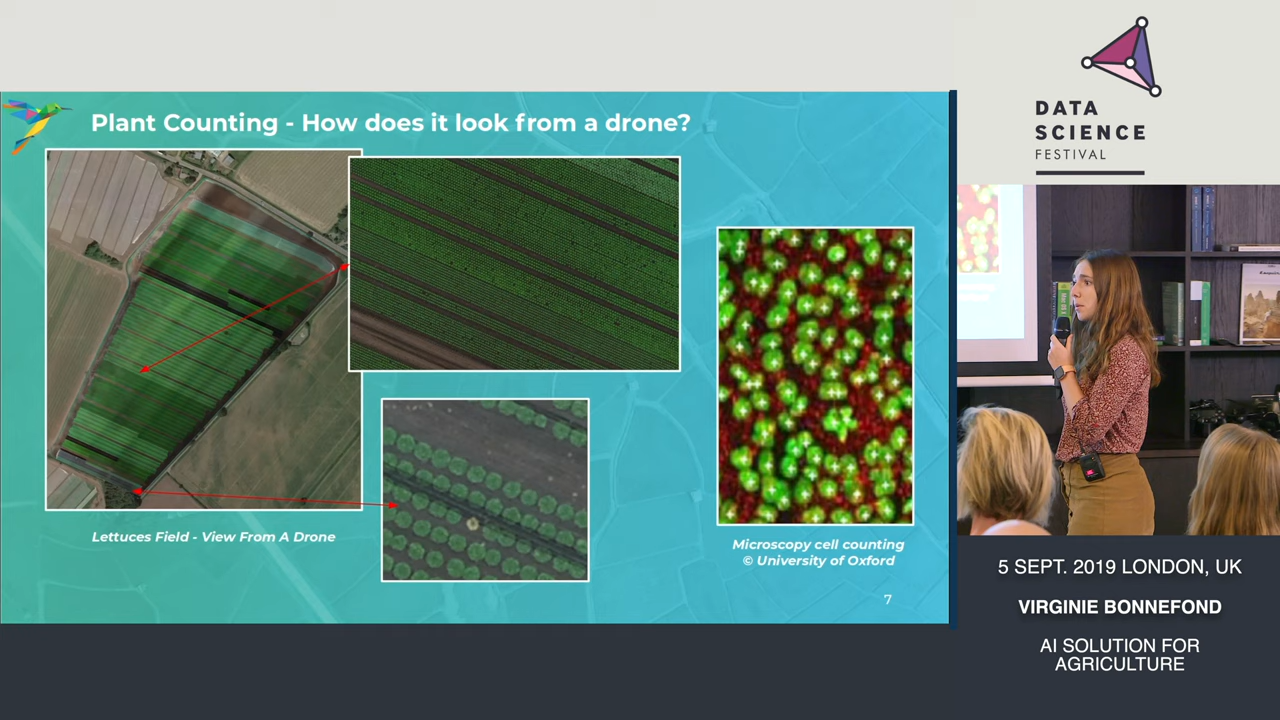 Plant Counting - How does it look from a drone?
Lettuces Field - View From A Drone
Microscopy cell counting
© University of Oxford
7
DATA
SCIENCE
FESTIVAL
5 SEPT. 2019 LONDON, UK
VIRGINIE BONNEFOND
AI SOLUTION FOR
AGRICULTURE